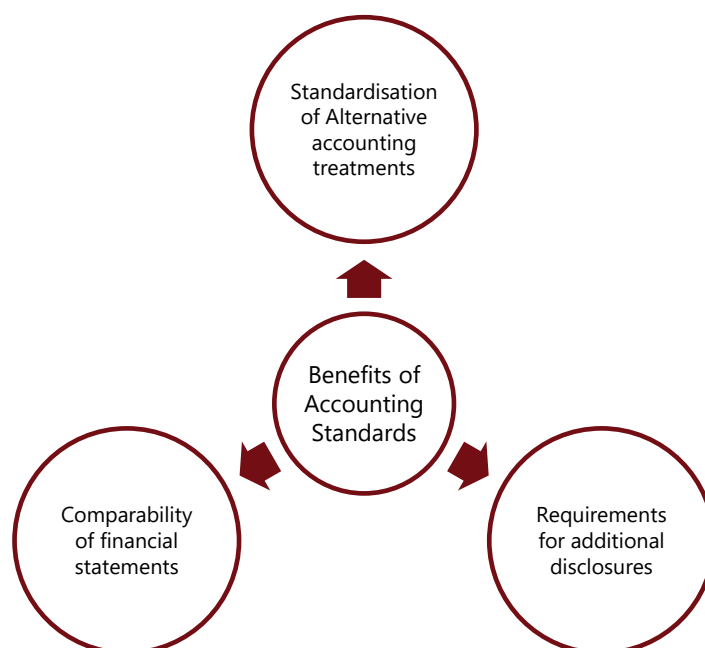 Standardisation
of Alternative
accounting
treatments
Benefits of
Accounting
Standards
Comparability
of financial
statements
Requirements
for additional
disclosures